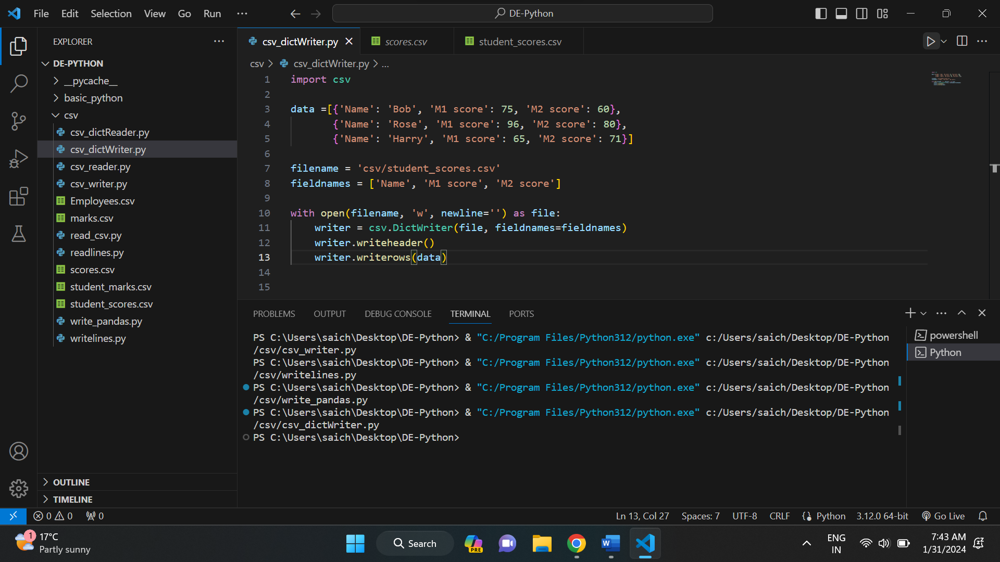 File Edit Selection View Go Run ...
DE-Python
EXPLORER ...
DE-PYTHON
__pycache__
basic_python
csv
csv_dictReader.py
csv_dictWriter.py
csv_reader.py
csv_writer.py
Employees.csv
marks.csv
read_csv.py
readlines.py
scores.csv
student_marks.csv
student_scores.csv
write_pandas.py
writelines.py
OUTLINE
TIMELINE
csv_dictWriter.py scores.csv student_scores.csv
csv > csv_dictWriter.py > ...
1 import csv
2
3 data =[{'Name': 'Bob', 'M1 score': 75, 'M2 score': 60},
4 {'Name': 'Rose', 'M1 score': 96, 'M2 score': 80},
5 {'Name': 'Harry', 'M1 score': 65, 'M2 score': 71}]
6
7 filename = 'csv/student_scores.csv'
8 fieldnames = ['Name', 'M1 score', 'M2 score']
9
10 with open(filename, 'w', newline='') as file:
11 writer = csv.DictWriter(file, fieldnames=fieldnames)
12 writer.writeheader()
13 writer.writerows(data)
14
15
PROBLEMS OUTPUT DEBUG CONSOLE TERMINAL PORTS
PS C:\Users\saich\Desktop\DE-Python> & "C:/Program Files/Python312/python.exe" c:/Users/saich/Desktop/DE-Python
/csv/csv_writer.py
PS C:\Users\saich\Desktop\DE-Python> & "C:/Program Files/Python312/python.exe" c:/Users/saich/Desktop/DE-Python
/csv/writelines.py
PS C:\Users\saich\Desktop\DE-Python> & "C:/Program Files/Python312/python.exe" c:/Users/saich/Desktop/DE-Python
/csv/write_pandas.py
PS C:\Users\saich\Desktop\DE-Python> & "C:/Program Files/Python312/python.exe" c:/Users/saich/Desktop/DE-Python
/csv/csv_dictWriter.py
PS C:\Users\saich\Desktop\DE-Python>
powershell
Python
0 0 0
Ln 13, Col 27 Spaces: 7 UTF-8 CRLF {} Python 3.12.0 64-bit Go Live
1 17°C
Partly sunny
Search
PRE
W
ENG
IN
7:43 AM
1/31/2024